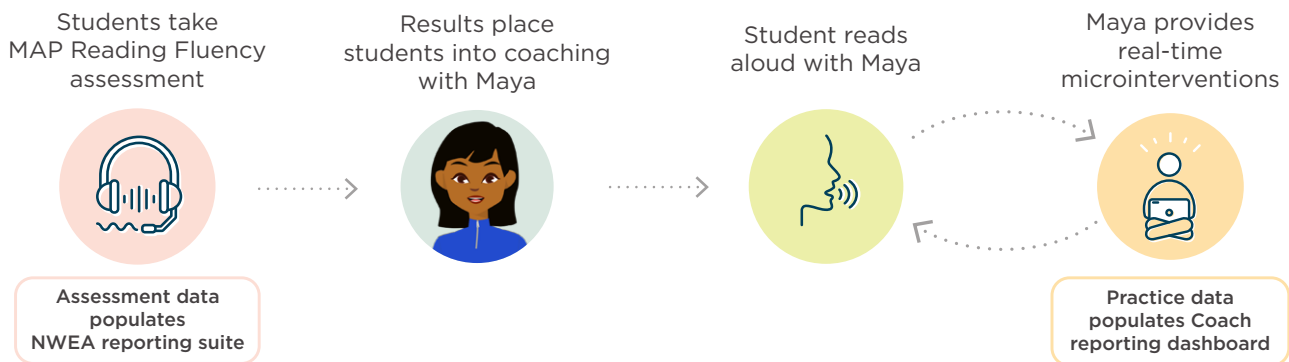 Students take
MAP Reading Fluency
assessment
Results place
students into coaching
with Maya
Student reads
aloud with Maya
Maya provides
real-time
microinterventions
Assessment data
populates
NWEA reporting suite
Practice data
populates Coach
reporting dashboard